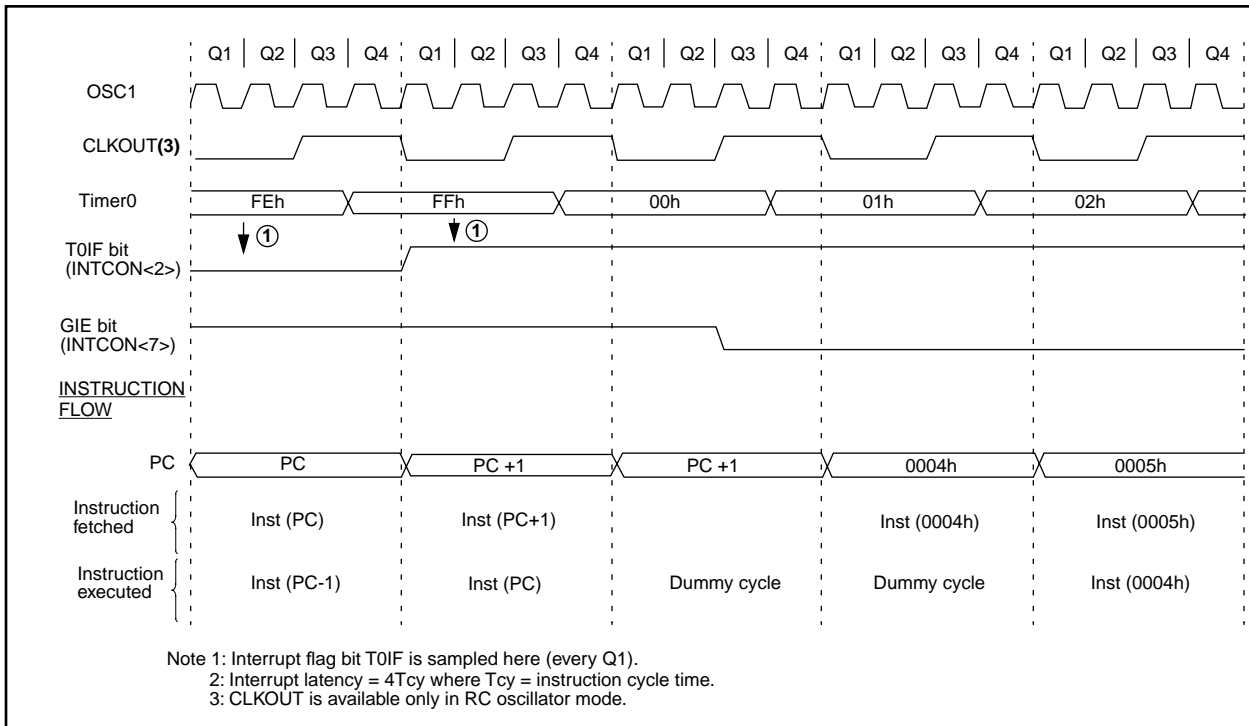 Q1 Q2 Q3 Q4 Q1 Q2 Q3 Q4 Q1 Q2 Q3 Q4 Q1 Q2 Q3 Q4 Q1 Q2 Q3 Q4
OSC1
CLKOUT(3)
Timer0 FEh FFh 00h 01h 02h
1 1
T0IF bit
(INTCON<2>)
GIE bit
(INTCON<7>)
INSTRUCTION
FLOW
PC PC PC +1 PC +1 0004h 0005h
Instruction
fetched
Inst (PC) Inst (PC+1) Inst (0004h) Inst (0005h)
Instruction
executed
Inst (PC-1) Inst (PC) Dummy cycle Dummy cycle Inst (0004h)
Note 1: Interrupt flag bit T0IF is sampled here (every Q1).
2: Interrupt latency = 4Tcy where Tcy = instruction cycle time.
3: CLKOUT is available only in RC oscillator mode.